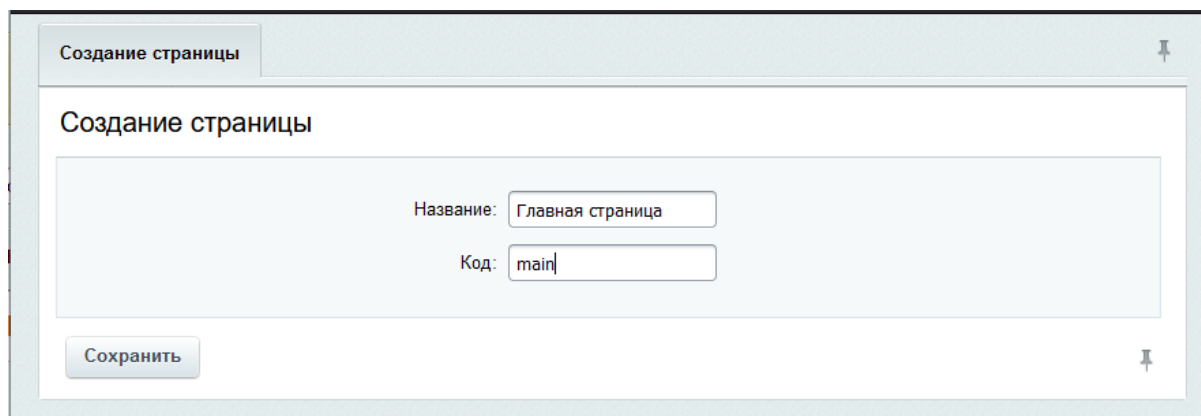 Создание страницы
Создание страницы
Название: Главная страница
Код: main
Сохранить